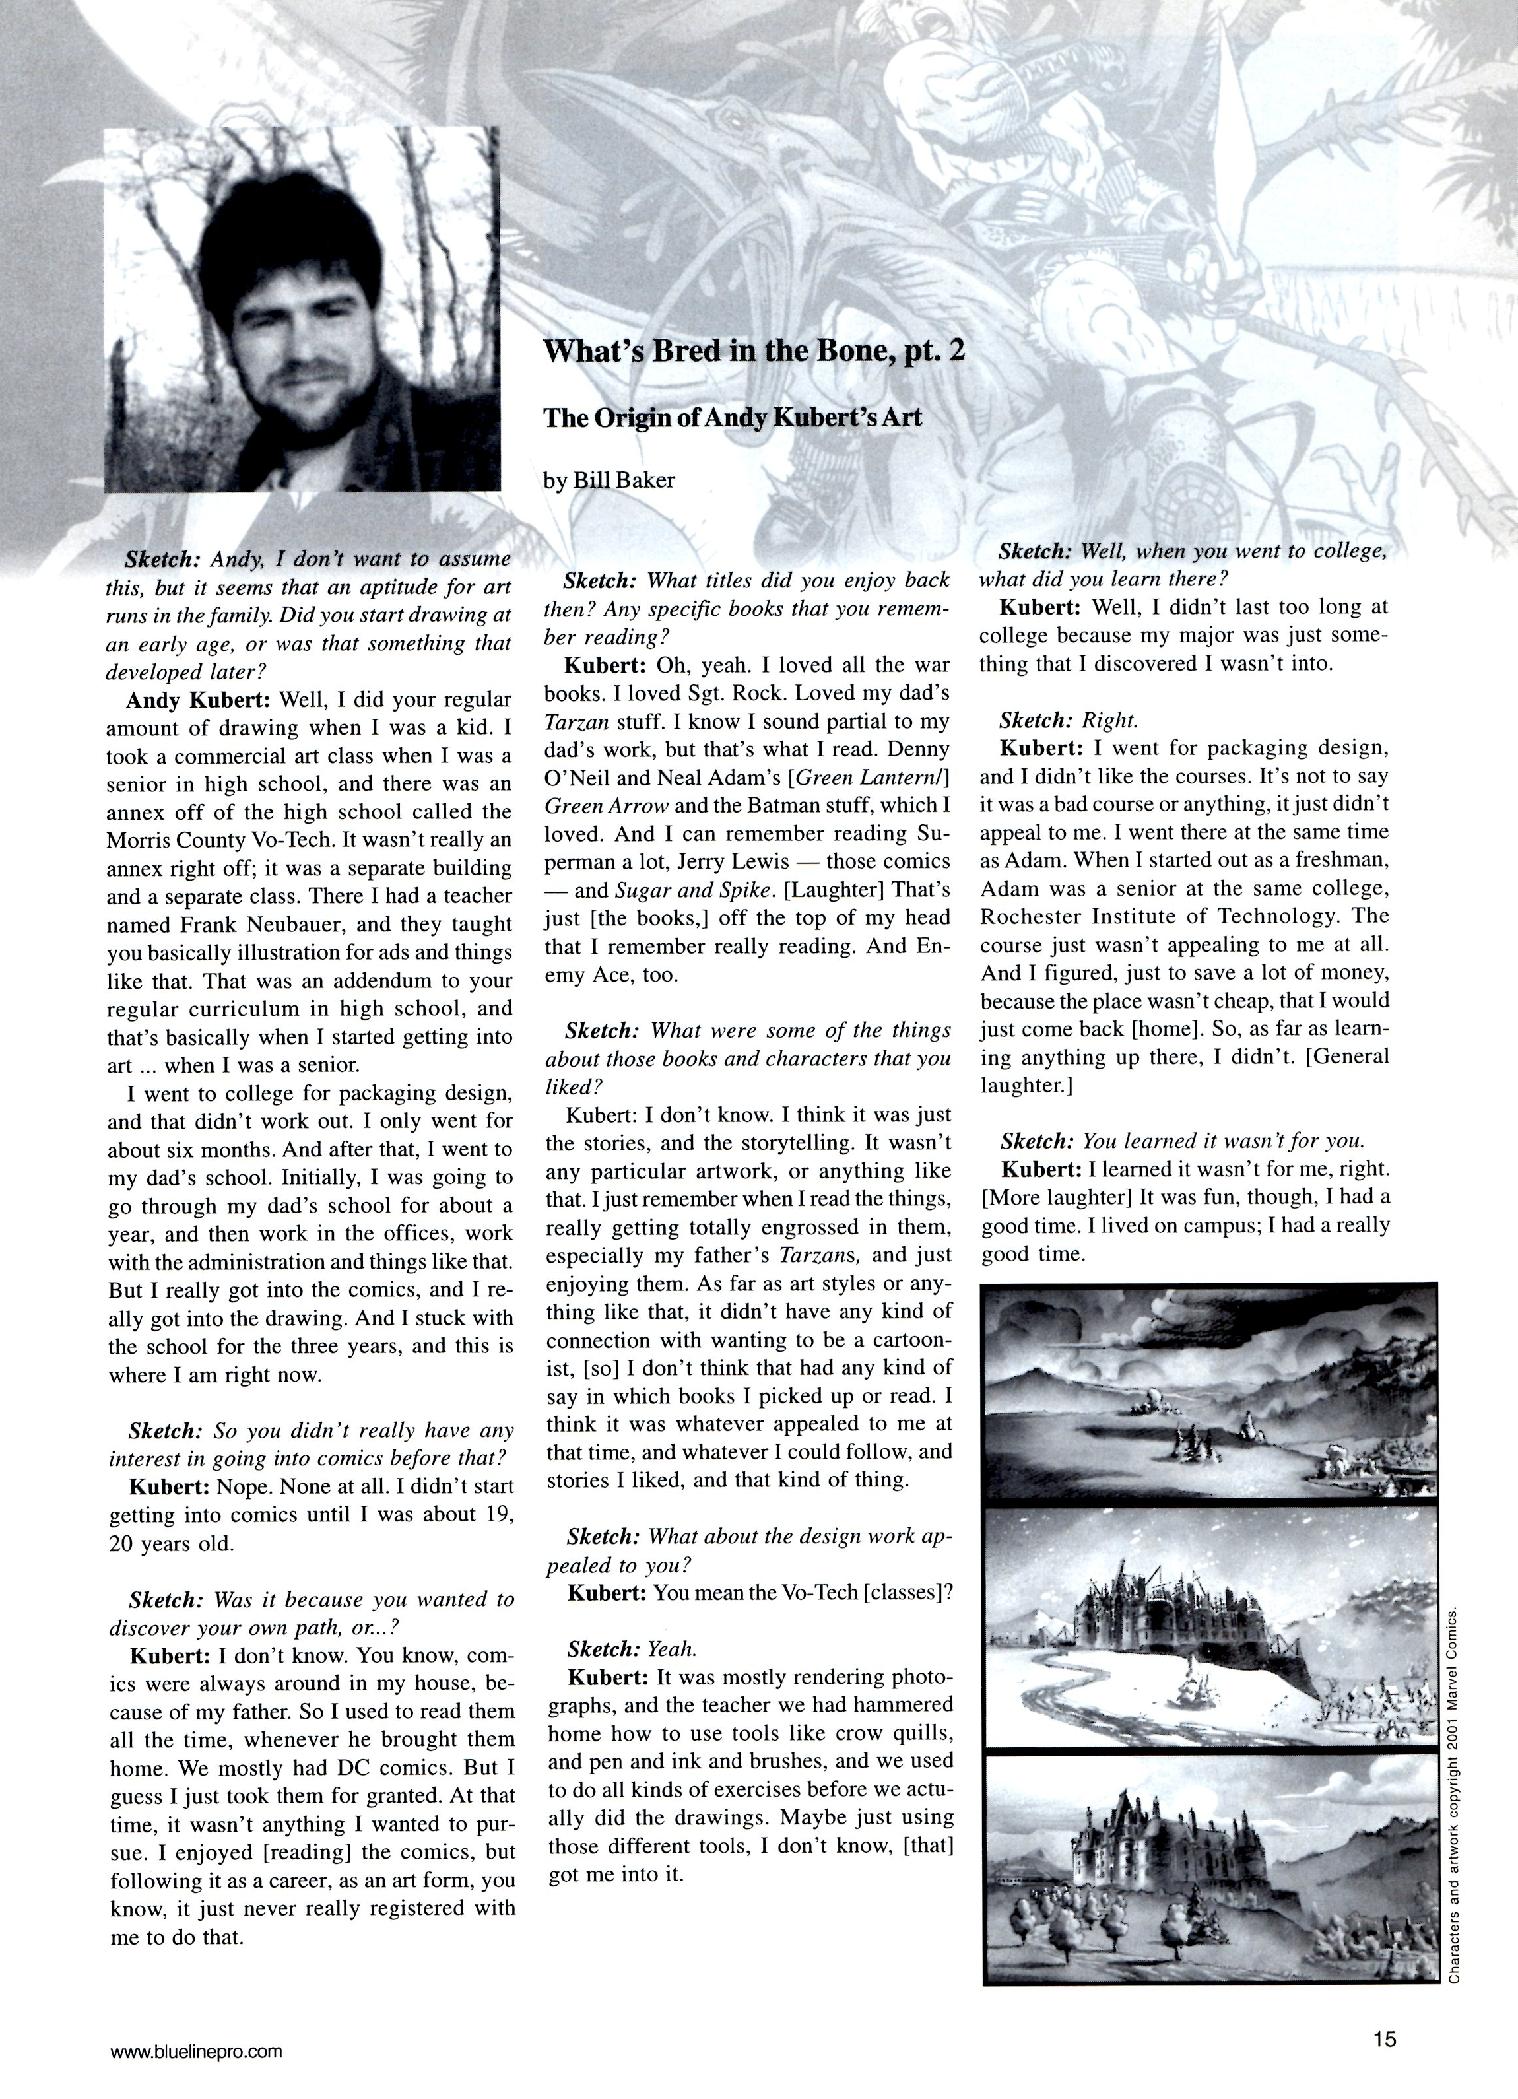 What's Bred in the Bone, pt. 2
The Origin of Andy Kubert's Art
by Bill Baker
Sketch: Andy, I don't want to assume
this, but it seems that an aptitude for art
runs in the family. Did you start drawing at
an early age, or was that something that
developed later?
Andy Kubert: Well, I did your regular
amount of drawing when I was a kid. I
took a commercial art class when I was a
senior in high school, and there was an
annex off of the high school called the
Morris County Vo-Tech. It wasn't really an
annex right off; it was a separate building
and a separate class. There I had a teacher
named Frank Neubauer, and they taught
you basically illustration for ads and things
like that. That was an addendum to your
regular curriculum in high school, and
that's basically when I started getting into
art ... when I was a senior.
I went to college for packaging design,
and that didn't work out. I only went for
about six months. And after that, I went to
my dad's school. Initially, I was going to
go through my dad's school for about a
year, and then work in the offices, work
with the administration and things like that.
But I really got into the comics, and I re-
ally got into the drawing. And I stuck with
the school for the three years, and this is
where I am right now.
Sketch: So you didn't really have any
interest in going into comics before that?
Kubert: Nope. None at all. I didn't start
getting into comics until I was about 19,
20 years old.
Sketch: Was it because you wanted to
discover your own path, or...?
Kubert: I don't know. You know, com-
ics were always around in my house, be-
cause of my father. So I used to read them
all the time, whenever he brought them
home. We mostly had DC comics. But I
guess I just took them for granted. At that
time, it wasn't anything I wanted to pur-
sue. I enjoyed [reading] the comics, but
following it as a career, as an art form, you
know, it just never really registered with
me to do that.
Sketch: What titles did you enjoy back
then? Any specific books that you remem-
ber reading?
Kubert: Oh, yeah. I loved all the war
books. I loved Sgt. Rock. Loved my dad's
Tarzan stuff. I know I sound partial to my
dad's work, but that's what I read. Denny
O'Neil and Neal Adam's [Green Lantern/]
Green Arrow and the Batman stuff, which I
loved. And I can remember reading Su-
perman a lot, Jerry Lewis — those comics
— and Sugar and Spike. [Laughter] That's
just [the books,] off the top of my head
that I remember really reading. And En-
emy Ace, too.
Sketch: What were some of the things
about those books and characters that you
liked?
Kubert: I don't know. I think it was just
the stories, and the storytelling. It wasn't
any particular artwork, or anything like
that. I just remember when I read the things,
really getting totally engrossed in them,
especially my father's Tarzans, and just
enjoying them. As far as art styles or any-
thing like that, it didn't have any kind of
connection with wanting to be a cartoon-
ist, [so] I don't think that had any kind of
say in which books I picked up or read. I
think it was whatever appealed to me at
that time, and whatever I could follow, and
stories I liked, and that kind of thing.
Sketch: What about the design work ap-
pealed to you?
Kubert: You mean the Vo-Tech [classes]?
Sketch: Yeah.
Kubert: It was mostly rendering photo-
graphs, and the teacher we had hammered
home how to use tools like crow quills,
and pen and ink and brushes, and we used
to do all kinds of exercises before we actu-
ally did the drawings. Maybe just using
those different tools, I don't know, [that]
got me into it.
Sketch: Well, when you went to college,
what did you learn there?
Kubert: Well, I didn't last too long at
college because my major was just some-
thing that I discovered I wasn't into.
Sketch: Right.
Kubert: I went for packaging design,
and I didn't like the courses. It's not to say
it was a bad course or anything, it just didn't
appeal to me. I went there at the same time
as Adam. When I started out as a freshman,
Adam was a senior at the same college,
Rochester Institute of Technology. The
course just wasn't appealing to me at all.
And I figured, just to save a lot of money,
because the place wasn't cheap, that I would
just come back [home]. So, as far as learn-
ing anything up there, I didn't. [General
laughter.]
Sketch: You learned it wasn't for you.
Kubert: I learned it wasn't for me, right.
[More laughter] It was fun, though, I had a
good time. I lived on campus; I had a really
good time.
Characters and artwork copyright 2001 Marvel Comics.
www.bluelinepro.com
15